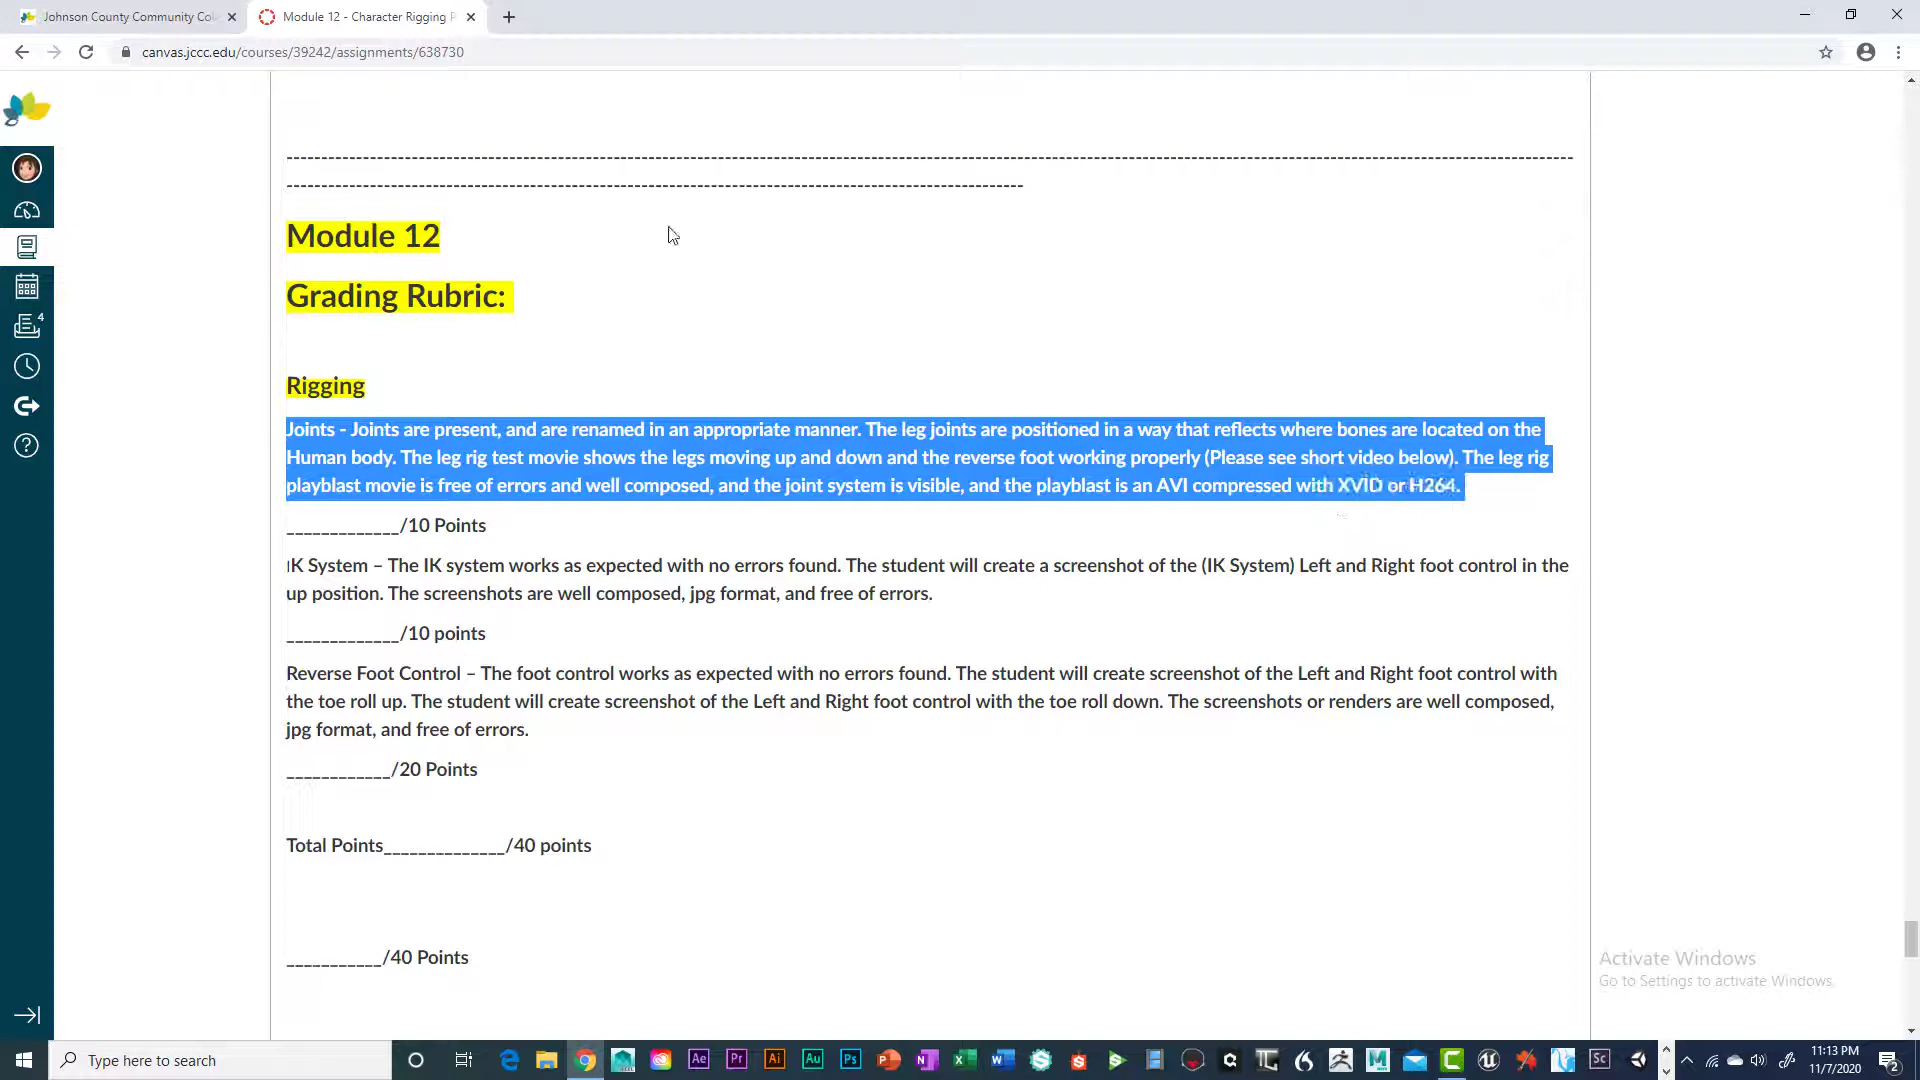 Johnson County Community Col
Module 12 - Character Rigging P
canvas.jccc.edu/courses/39242/assignments/638730
4
--------------------------------------------------------------------------------------------------------------------------------------------------------------------------------------------
-----------------------------------------------------------------------------------------------------------
Module 12
Grading Rubric:
Rigging
Joints - Joints are present, and are renamed in an appropriate manner. The leg joints are positioned in a way that reflects where bones are located on the
Human body. The leg rig test movie shows the legs moving up and down and the reverse foot working properly (Please see short video below). The leg rig
playblast movie is free of errors and well composed, and the joint system is visible, and the playblast is an AVI compressed with XVID or H264.
_____________/10 Points
IK System – The IK system works as expected with no errors found. The student will create a screenshot of the (IK System) Left and Right foot control in the
up position. The screenshots are well composed, jpg format, and free of errors.
_____________/10 points
Reverse Foot Control – The foot control works as expected with no errors found. The student will create screenshot of the Left and Right foot control with
the toe roll up. The student will create screenshot of the Left and Right foot control with the toe roll down. The screenshots or renders are well composed,
jpg format, and free of errors.
____________/20 Points
Total Points______________/40 points
___________/40 Points
Activate Windows
Go to Settings to activate Windows.
Type here to search
Ae Pr Ai Au Ps Sc
11:13 PM
11/7/2020
2